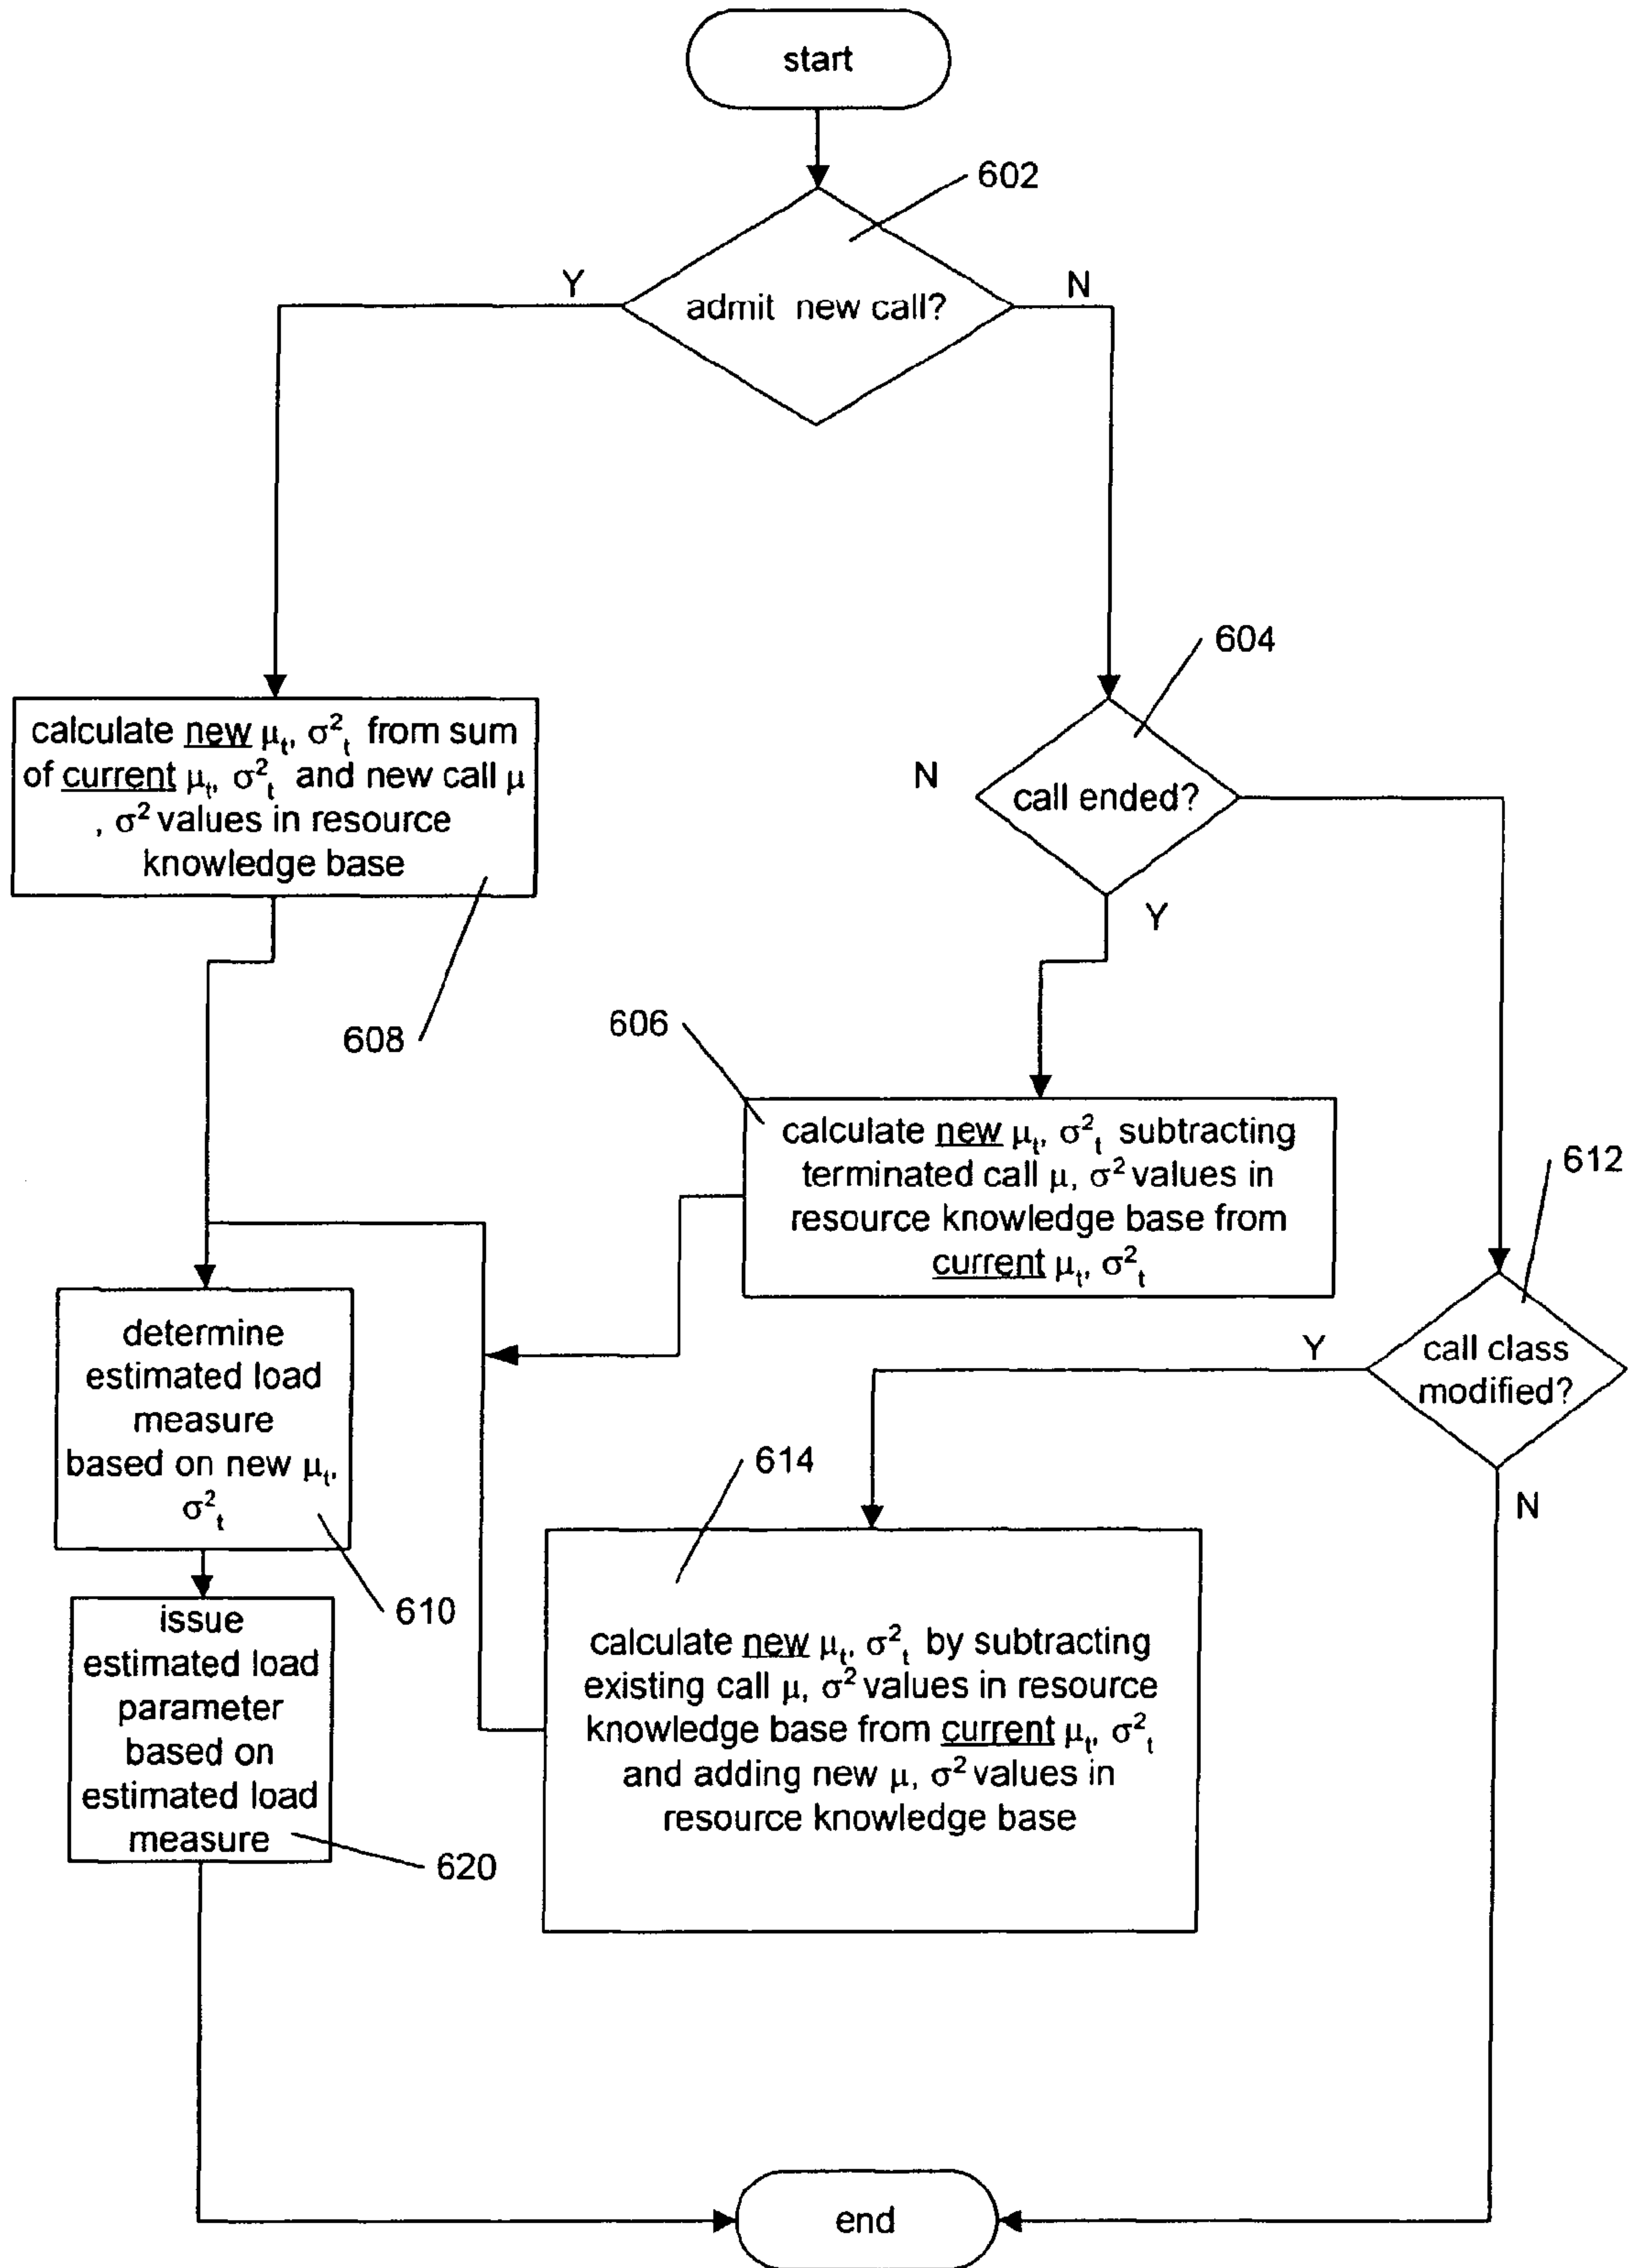 start
602
Y
N
admit new call?
604
calculate new μt, σ²t from sum
of current μt, σ²t and new call μ
, σ² values in resource
knowledge base
N
call ended?
Y
608
606
calculate new μt, σ²t subtracting
terminated call μ, σ² values in
resource knowledge base from
current μt, σ²t
612
determine
estimated load
measure
based on new μt,
σ²t
Y
call class
modified?
614
N
610
issue
estimated load
parameter
based on
estimated load
measure
calculate new μt, σ²t by subtracting
existing call μ, σ² values in resource
knowledge base from current μt, σ²t
and adding new μ, σ² values in
resource knowledge base
620
end